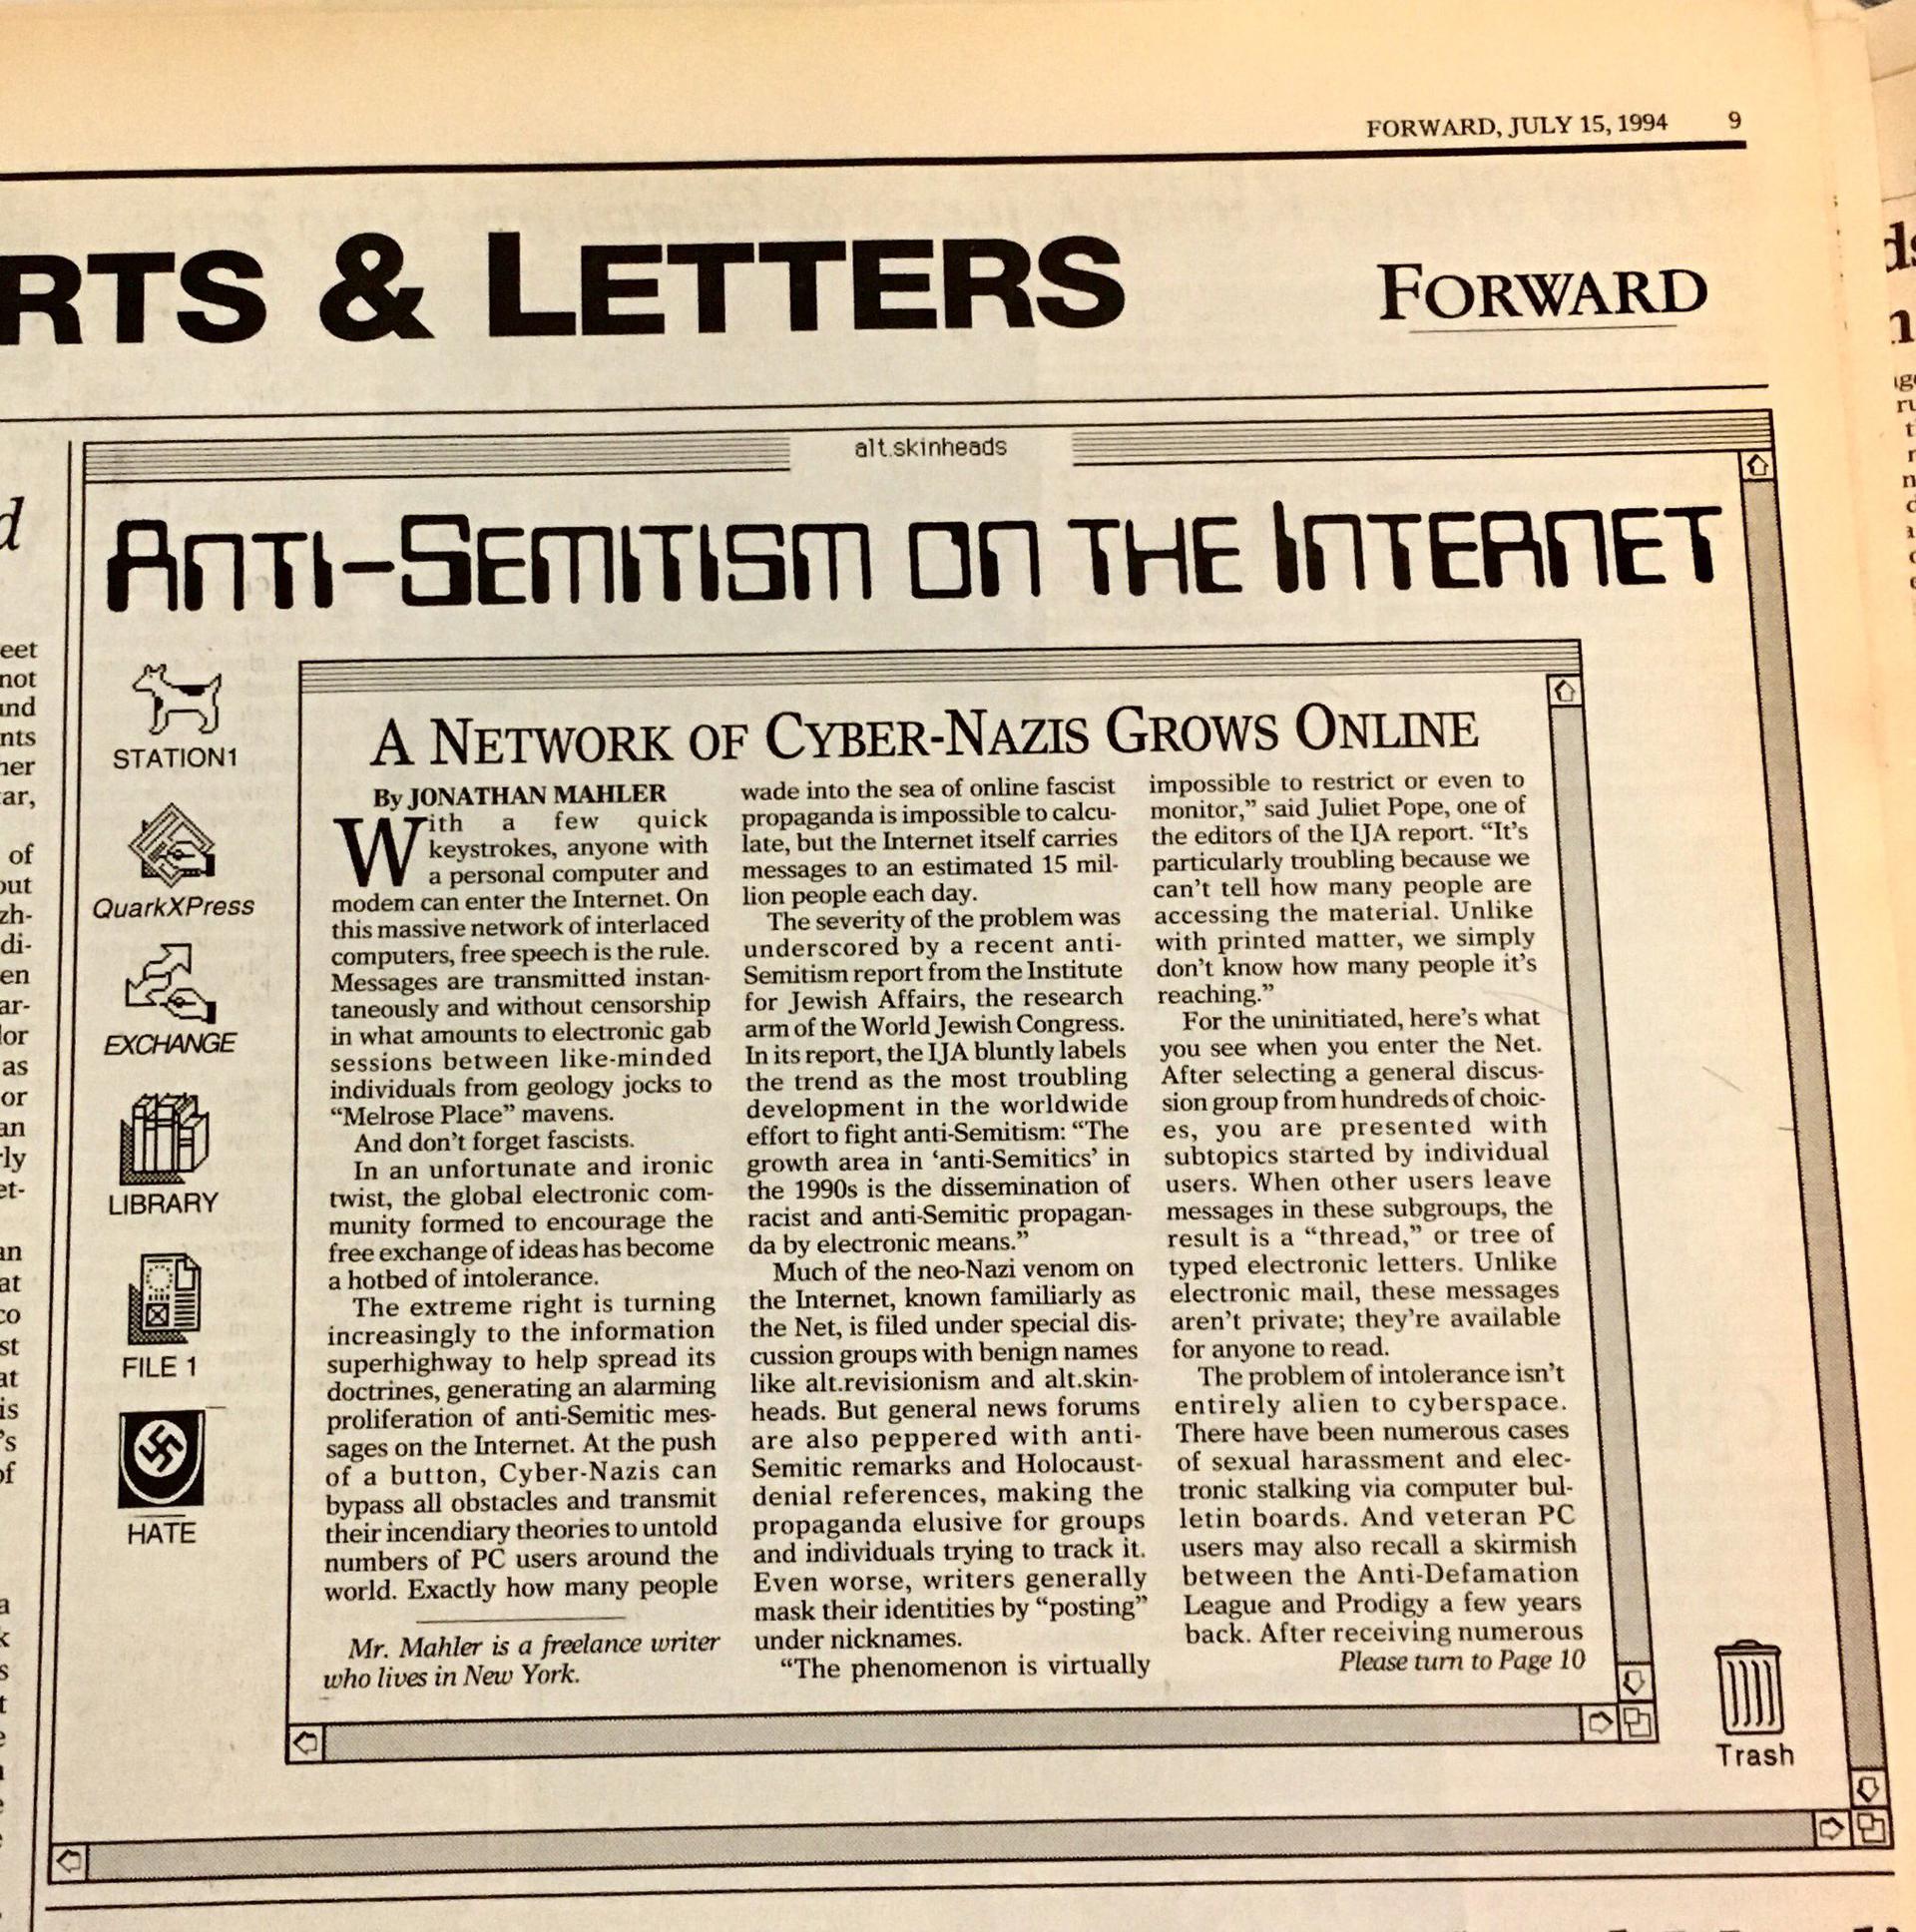 FORWARD, JULY 15, 1994 9
RTS & LETTERS
FORWARD
alt.skinheads
ANTI-SEMITISM ON THE INTERNET
STATION1
QuarkXPress
EXCHANGE
LIBRARY
FILE 1
HATE
A NETWORK OF CYBER-NAZIS GROWS ONLINE
By JONATHAN MAHLER
With a few quick
keystrokes, anyone with
a personal computer and
modem can enter the Internet. On
this massive network of interlaced
computers, free speech is the rule.
Messages are transmitted instan-
taneously and without censorship
in what amounts to electronic gab
sessions between like-minded
individuals from geology jocks to
“Melrose Place” mavens.
And don’t forget fascists.
In an unfortunate and ironic
twist, the global electronic com-
munity formed to encourage the
free exchange of ideas has become
a hotbed of intolerance.
The extreme right is turning
increasingly to the information
superhighway to help spread its
doctrines, generating an alarming
proliferation of anti-Semitic mes-
sages on the Internet. At the push
of a button, Cyber-Nazis can
bypass all obstacles and transmit
their incendiary theories to untold
numbers of PC users around the
world. Exactly how many people
Mr. Mahler is a freelance writer
who lives in New York.
wade into the sea of online fascist
propaganda is impossible to calcu-
late, but the Internet itself carries
messages to an estimated 15 mil-
lion people each day.
The severity of the problem was
underscored by a recent anti-
Semitism report from the Institute
for Jewish Affairs, the research
arm of the World Jewish Congress.
In its report, the IJA bluntly labels
the trend as the most troubling
development in the worldwide
effort to fight anti-Semitism: “The
growth area in ‘anti-Semitics’ in
the 1990s is the dissemination of
racist and anti-Semitic propagan-
da by electronic means.”
Much of the neo-Nazi venom on
the Internet, known familiarly as
the Net, is filed under special dis-
cussion groups with benign names
like alt.revisionism and alt.skin-
heads. But general news forums
are also peppered with anti-
Semitic remarks and Holocaust-
denial references, making the
propaganda elusive for groups
and individuals trying to track it.
Even worse, writers generally
mask their identities by “posting”
under nicknames.
“The phenomenon is virtually
impossible to restrict or even to
monitor,” said Juliet Pope, one of
the editors of the IJA report. “It’s
particularly troubling because we
can’t tell how many people are
accessing the material. Unlike
with printed matter, we simply
don’t know how many people it’s
reaching.”
For the uninitiated, here’s what
you see when you enter the Net.
After selecting a general discus-
sion group from hundreds of choic-
es, you are presented with
subtopics started by individual
users. When other users leave
messages in these subgroups, the
result is a “thread,” or tree of
typed electronic letters. Unlike
electronic mail, these messages
aren’t private; they’re available
for anyone to read.
The problem of intolerance isn’t
entirely alien to cyberspace.
There have been numerous cases
of sexual harassment and elec-
tronic stalking via computer bul-
letin boards. And veteran PC
users may also recall a skirmish
between the Anti-Defamation
League and Prodigy a few years
back. After receiving numerous
Please turn to Page 10
Trash